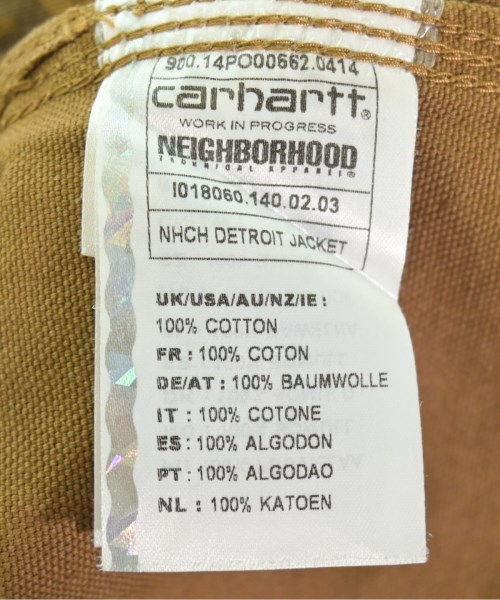 900.14PO00662.0414
carhartt®
WORK IN PROGRESS
NEIGHBORHOOD
TECHNICAL APPAREL
I018060.140.02.03
NHCH DETROIT JACKET
UK/USA/AU/NZ/IE:
100% COTTON
FR : 100% COTON
DE/AT : 100% BAUMWOLLE
IT : 100% COTONE
ES : 100% ALGODON
PT : 100% ALGODAO
NL : 100% KATOEN